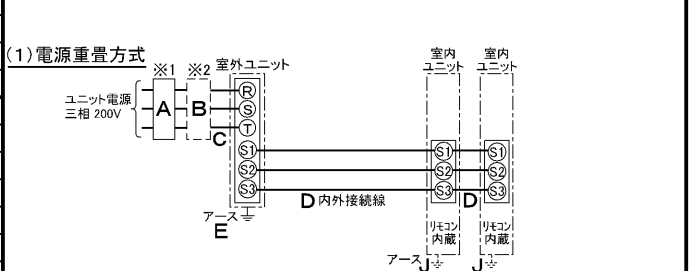 (1)電源重畳方式
※1
※2
室外ユニット
室内
ユニット
室内
ユニット
ユニット電源
三相 200V
A
B
R
S
T
C
S1
S2
S3
S1
S2
S3
S1
S2
S3
D 内外接続線
D
アース
E
リモコン
内蔵
リモコン
内蔵
アース
J
J